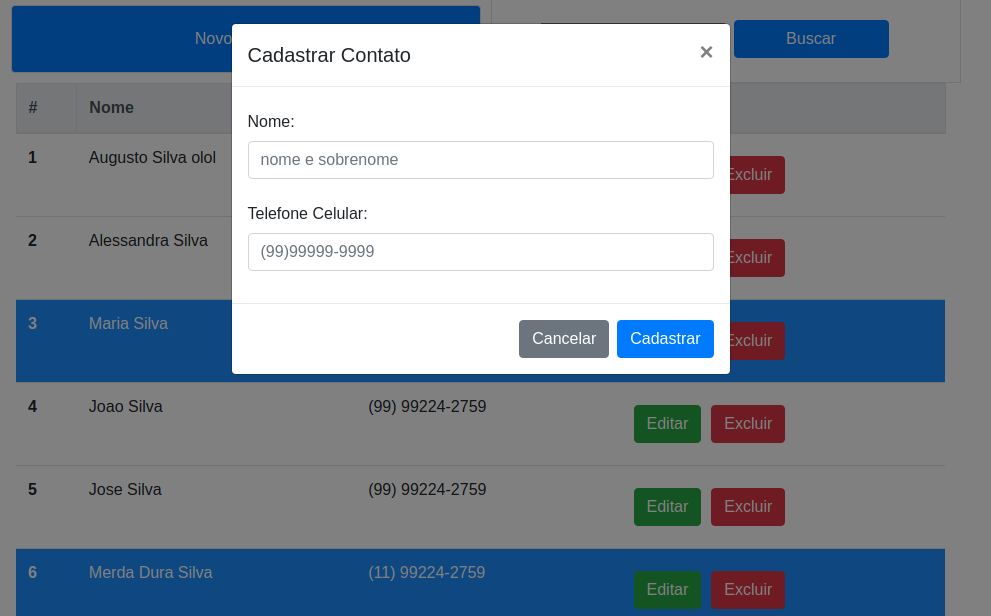 Novo
Buscar
Cadastrar Contato
×
# Nome
Nome:
nome e sobrenome
1 Augusto Silva olol Excluir
Telefone Celular:
(99)99999-9999
2 Alessandra Silva Excluir
3 Maria Silva Excluir
Cancelar Cadastrar
4 Joao Silva (99) 99224-2759 Editar Excluir
5 Jose Silva (99) 99224-2759 Editar Excluir
6 Merda Dura Silva (11) 99224-2759 Editar Excluir